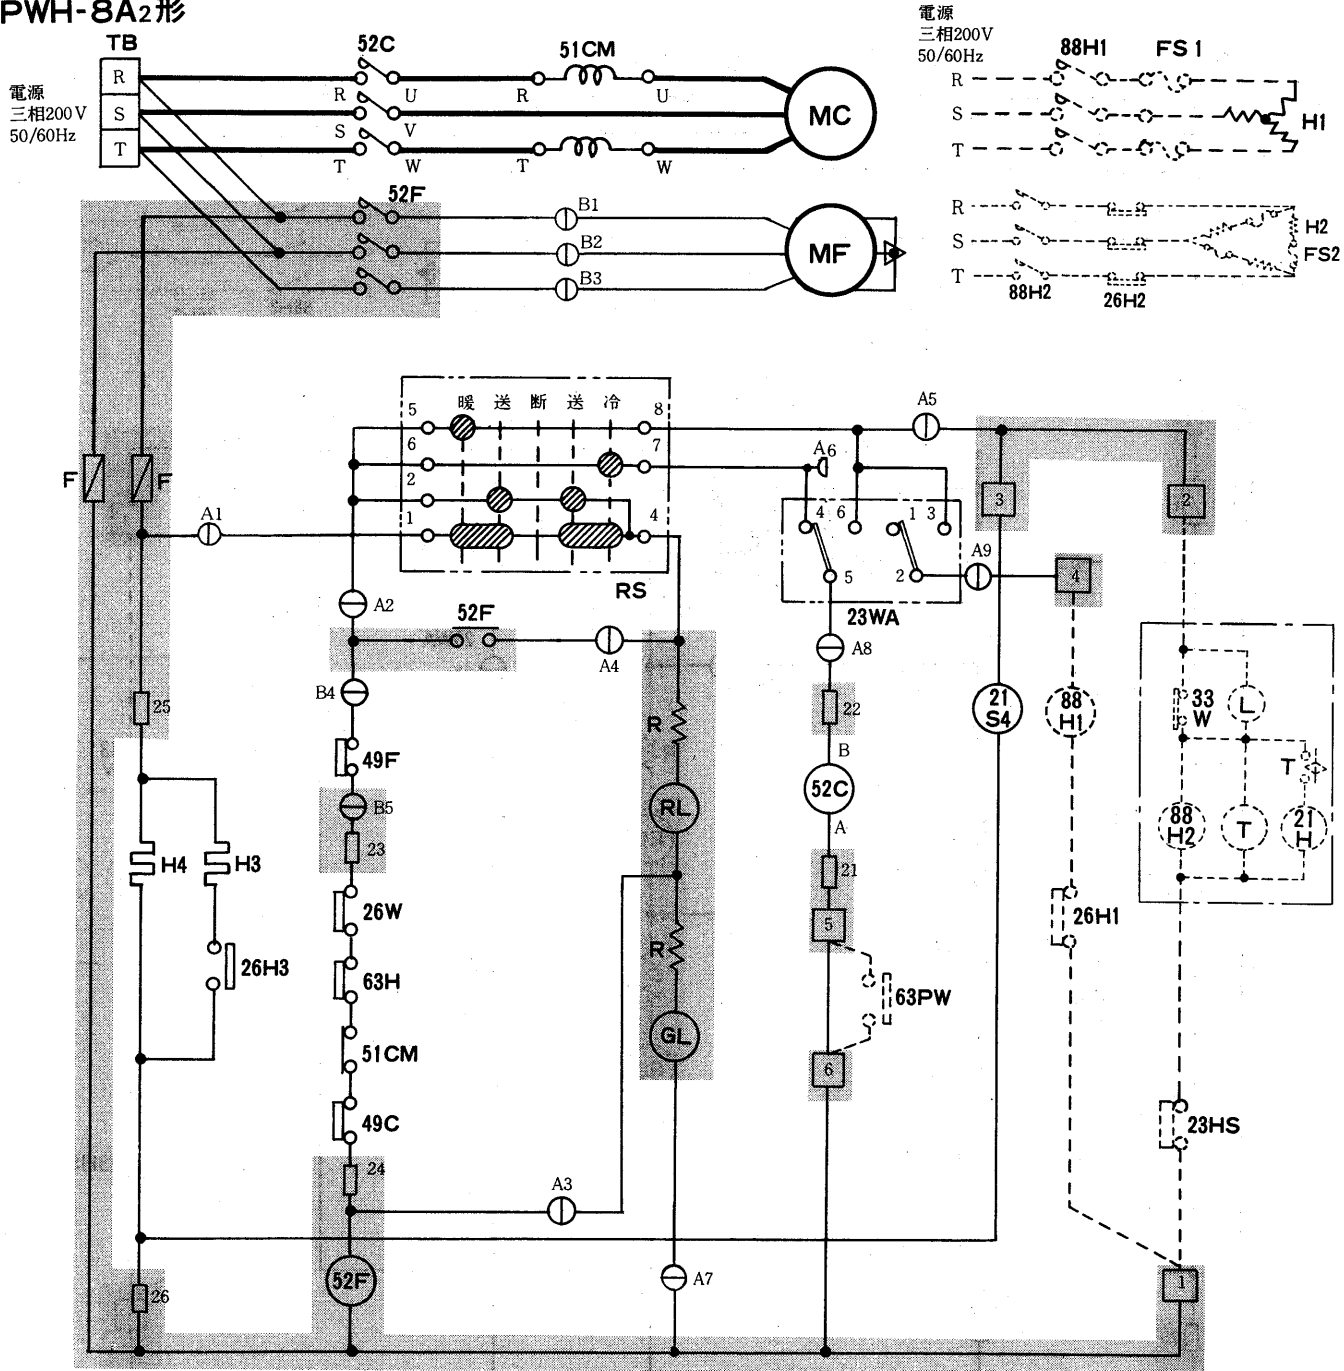 PWH-8A₂形
TB
電源
三相200V
50/60Hz
R
S
T
52C
R U
S V
T W
51CM
R U
T W
MC
電源
三相200V
50/60Hz
88H1 FS1
R
S
T
H1
52F
B1
B2
B3
MF
R
S
T
88H2 26H2
H2
FS2
F F
A1
暖 送 断 送 冷
5
6
2
1
8
7
4
RS
A5
A6
4 6 1 3
5 2
23WA
A9
3
2
4
A2
52F
A4
B4
A8
25
22
49F
B5
23
R
RL
B
52C
A
21
S4
88
H1
33
W
L
T
88
H2
T
21
H
H4 H3
26W
63H
51CM
49C
24
26H3
R
GL
21
5
63PW
6
26H1
23HS
A3
52F
26
A7
1